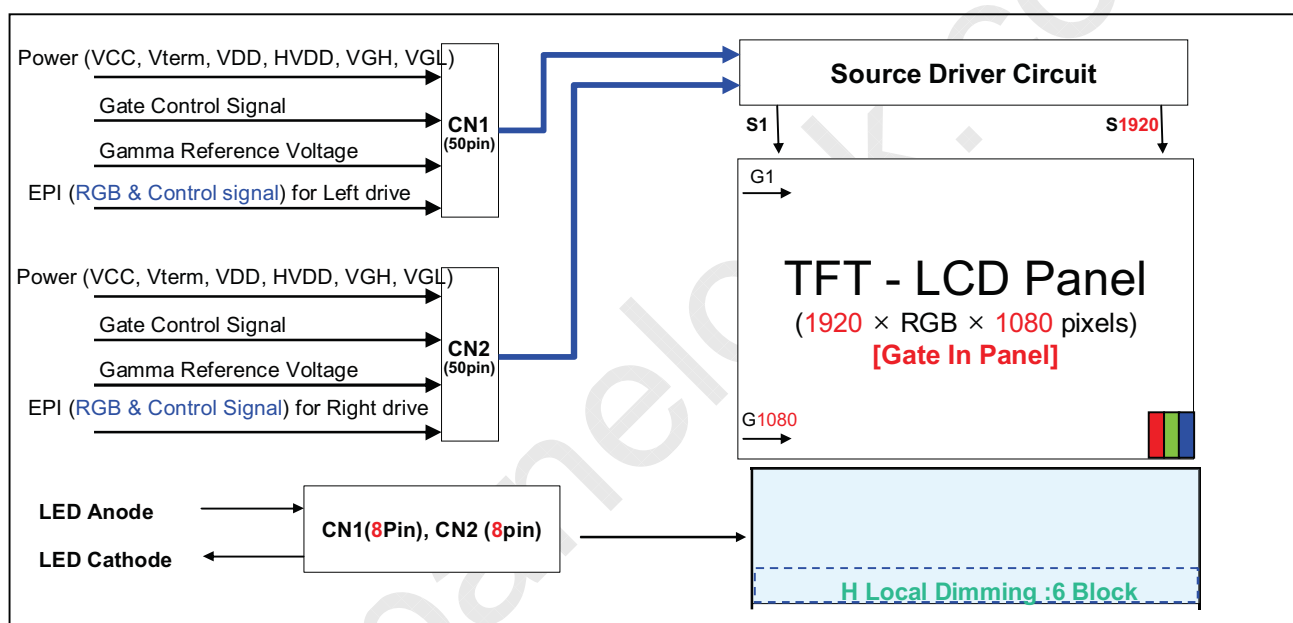 Power (VCC, Vterm, VDD, HVDD, VGH, VGL)
Gate Control Signal
Gamma Reference Voltage
EPI (RGB & Control signal) for Left drive
CN1
(50pin)
Power (VCC, Vterm, VDD, HVDD, VGH, VGL)
Gate Control Signal
Gamma Reference Voltage
EPI (RGB & Control Signal) for Right drive
CN2
(50pin)
LED Anode
LED Cathode
CN1(8Pin), CN2 (8pin)
Source Driver Circuit
S1
S1920
G1
TFT - LCD Panel
(1920 × RGB × 1080 pixels)
[Gate In Panel]
G1080
H Local Dimming :6 Block